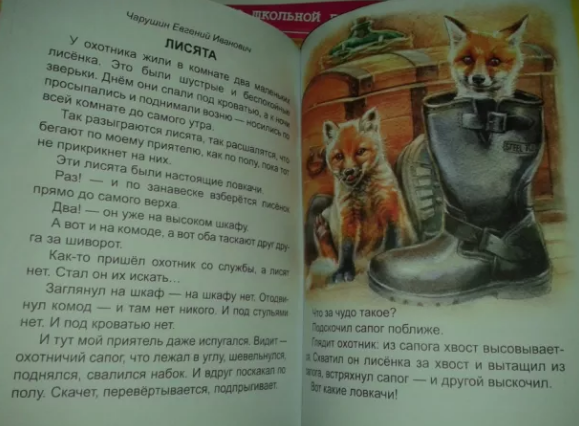 ШКОЛЬНОЙ
Чарушин Евгений Иванович
ЛИСЯТА
У охотника жили в комнате два маленьких
лисёнка. Это были шустрые и беспокойные
зверьки. Днём они спали под кроватью, а к ночи
просыпались и поднимали возню — носились по
всей комнате до самого утра.
Так разыграются лисята, так расшалятся, что
бегают по моему приятелю, как по полу, пока тот
не прикрикнет на них.
Эти лисята были настоящие ловкачи.
Раз! — и по занавеске взберётся лисёнок
прямо до самого верха.
Два! — он уже на высоком шкафу.
А вот и на комоде, а вот оба таскают друг дру-
га за шиворот.
Как-то пришёл охотник со службы, а лисят
нет. Стал он их искать...
Заглянул на шкаф — на шкафу нет. Отодви-
нул комод — и там нет никого. И под стульями
нет. И под кроватью нет.
И тут мой приятель даже испугался. Видит —
охотничий сапог, что лежал в углу, шевельнулся,
поднялся, свалился набок. И вдруг поскакал по
полу. Скачет, перевёртывается, подпрыгивает.
Что за чудо такое?
Подскочил сапог поближе.
Глядит охотник: из сапога хвост высовывает-
ся. Схватил он лисёнка за хвост и вытащил из
сапога, встряхнул сапог — и другой выскочил.
Вот какие ловкачи!